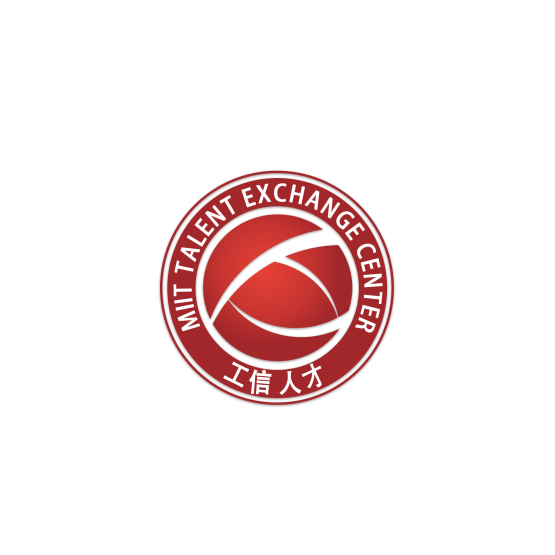 MIIT TALENT EXCHANGE CENTER
工信人才